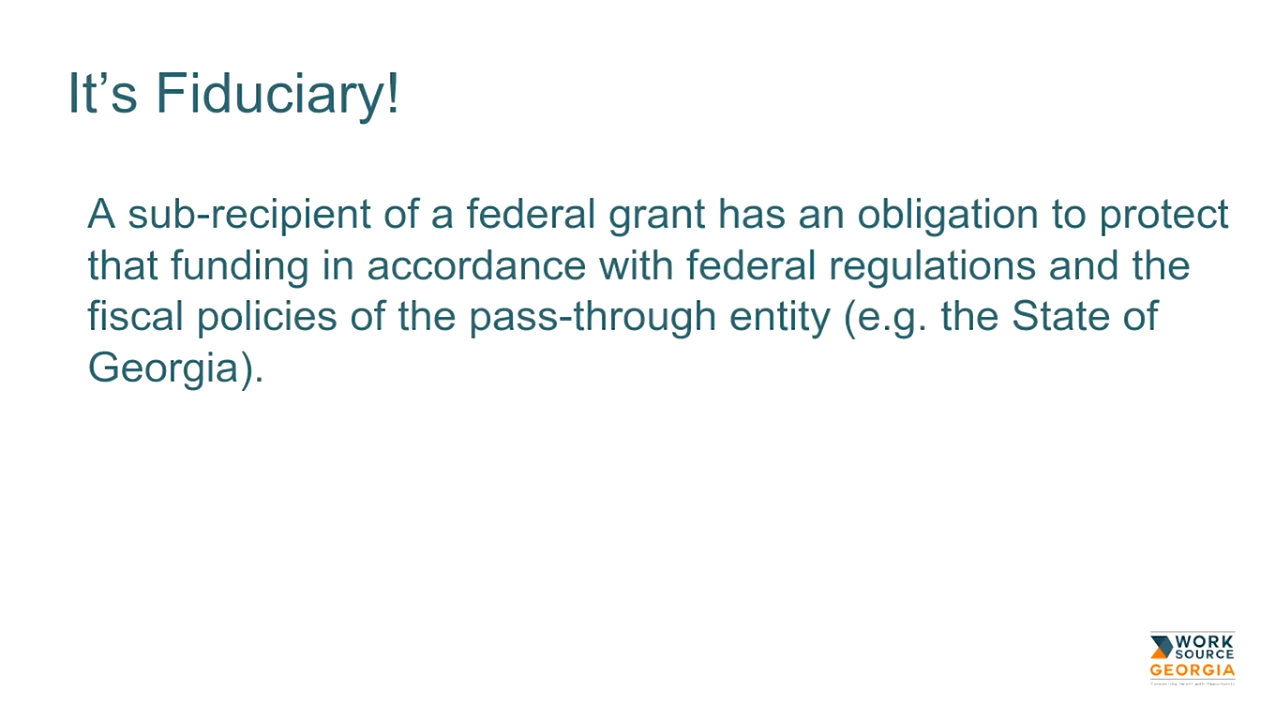 It’s Fiduciary!
A sub-recipient of a federal grant has an obligation to protect
that funding in accordance with federal regulations and the
fiscal policies of the pass-through entity (e.g. the State of
Georgia).
WORK
SOURCE
GEORGIA